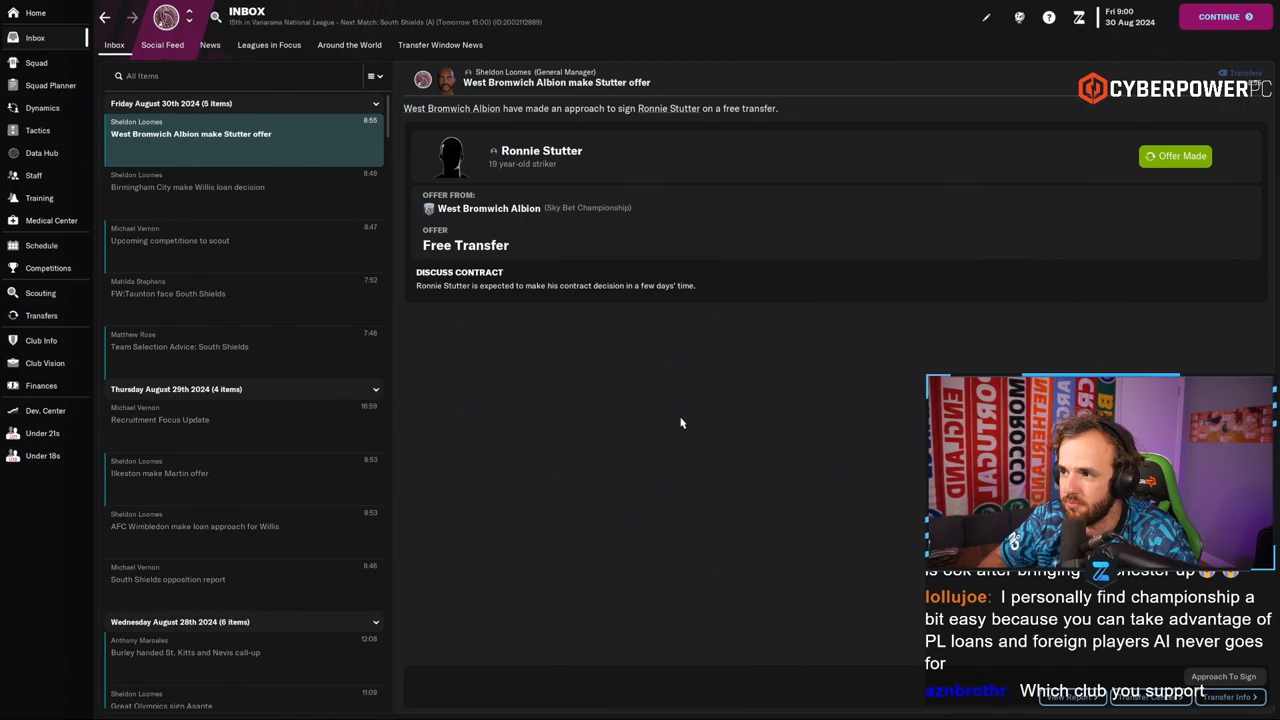 Home
Inbox
Squad
Squad Planner
Dynamics
Tactics
Data Hub
Staff
Training
Medical Center
Schedule
Competitions
Scouting
Transfers
Club Info
Club Vision
Finances
Dev. Center
Under 21s
Under 18s
INBOX
15th in Vanarama National League - Next Match: South Shields (A) (Tomorrow 15:00) (ID:2002112889)
Fri 9:00
30 Aug 2024
CONTINUE
Inbox
Social Feed
News
Leagues in Focus
Around the World
Transfer Window News
All Items
Friday August 30th 2024 (5 items)
Sheldon Loomes 8:55
West Bromwich Albion make Stutter offer
Sheldon Loomes 8:49
Birmingham City make Willis loan decision
Michael Vernon 8:47
Upcoming competitions to scout
Matilda Stephens 7:52
FW:Taunton face South Shields
Matthew Rose 7:48
Team Selection Advice: South Shields
Thursday August 29th 2024 (4 items)
Michael Vernon 16:59
Recruitment Focus Update
Sheldon Loomes 8:53
Ilkeston make Martin offer
Sheldon Loomes 8:53
AFC Wimbledon make loan approach for Willis
Michael Vernon 8:46
South Shields opposition report
Wednesday August 28th 2024 (6 items)
Anthony Maroales 12:08
Burley handed St. Kitts and Nevis call-up
Sheldon Loomes 11:09
Great Olympics sign Asante
Sheldon Loomes (General Manager)
West Bromwich Albion make Stutter offer
Transfers
CYBERPOWERPC
West Bromwich Albion have made an approach to sign Ronnie Stutter on a free transfer.
Ronnie Stutter
19 year-old striker
Offer Made
OFFER FROM:
West Bromwich Albion (Sky Bet Championship)
OFFER
Free Transfer
DISCUSS CONTRACT
Ronnie Stutter is expected to make his contract decision in a few days' time.
ENGLAND
PORTUGAL
MOROCCO
lollujoe: I personally find championship a
bit easy because you can take advantage of
PL loans and foreign players AI never goes
for
Approach To Sign
aznbrothr: Which club you support
View Report
Transfer Info